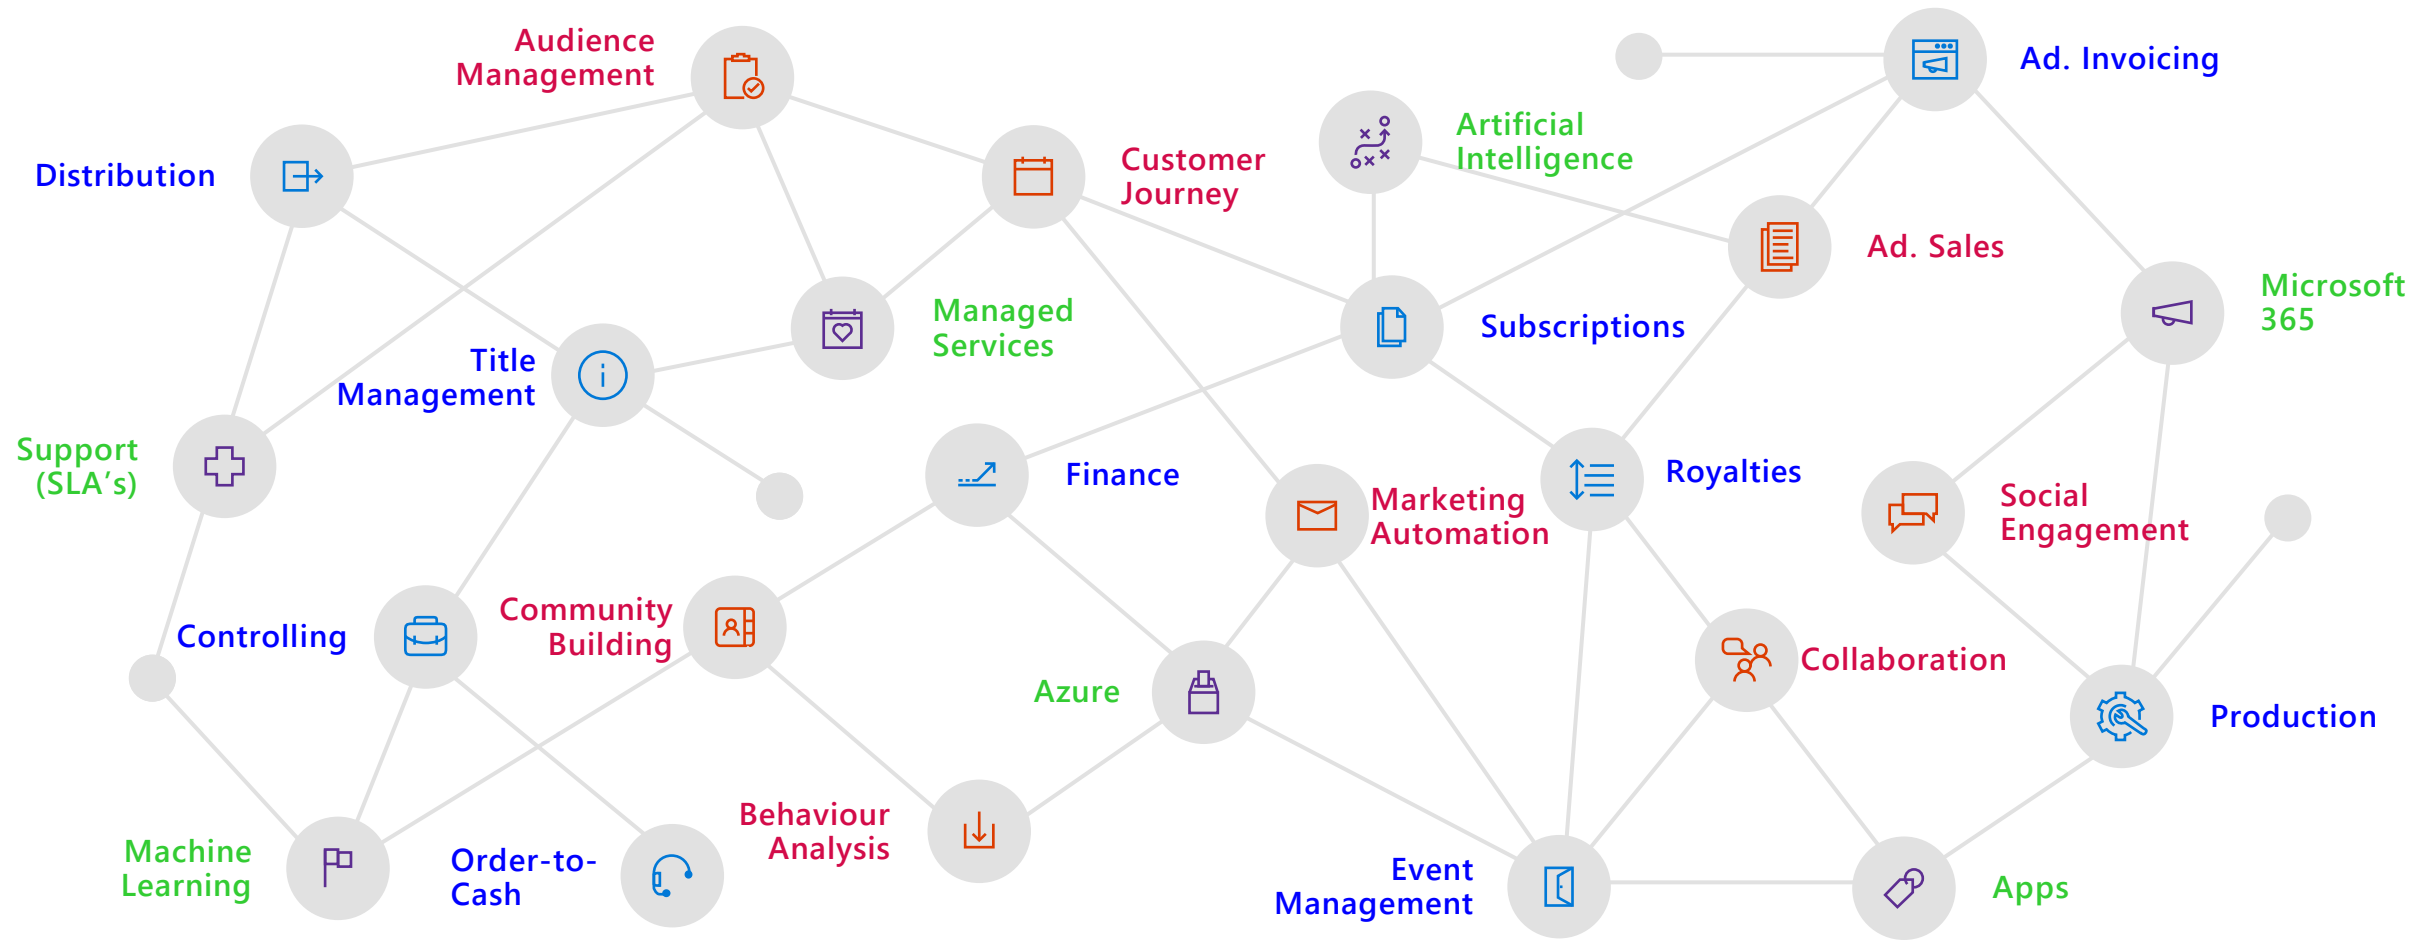 Audience
Management
Ad. Invoicing
Artificial
Intelligence
Distribution
Customer
Journey
Ad. Sales
Microsoft
365
Managed
Services
Subscriptions
Title
Management
Support
(SLA’s)
Finance
Royalties
Marketing
Automation
Social
Engagement
Controlling
Community
Building
Collaboration
Azure
Production
Behaviour
Analysis
Machine
Learning
Order-to-
Cash
Event
Management
Apps